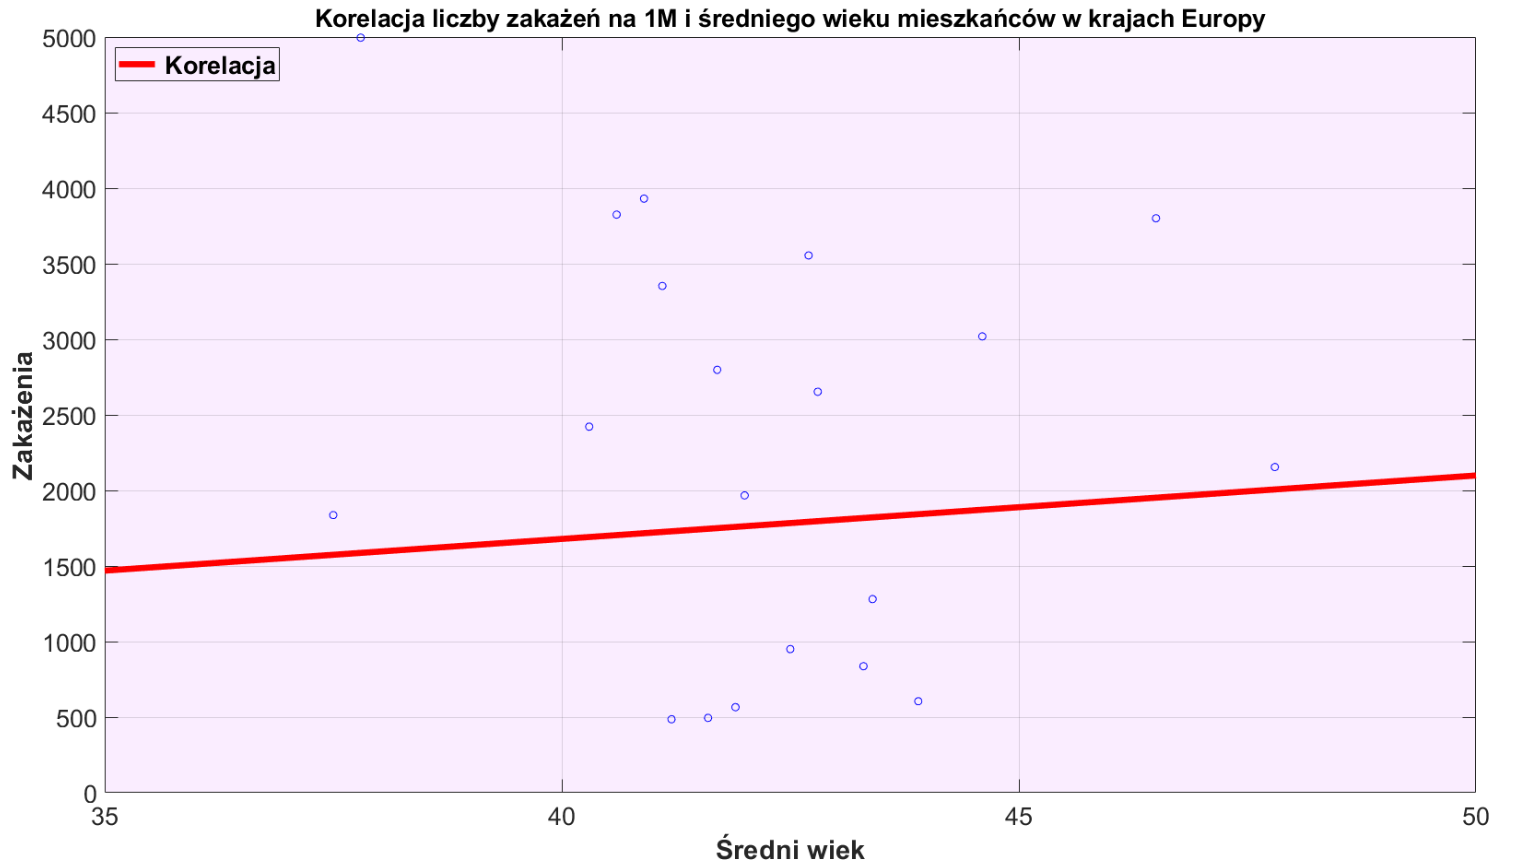 Korelacja liczby zakażeń na 1M i średniego wieku mieszkańców w krajach Europy
Korelacja
5000
4500
4000
3500
3000
2500
2000
1500
1000
500
0
Zakażenia
35 40 45 50
Średni wiek